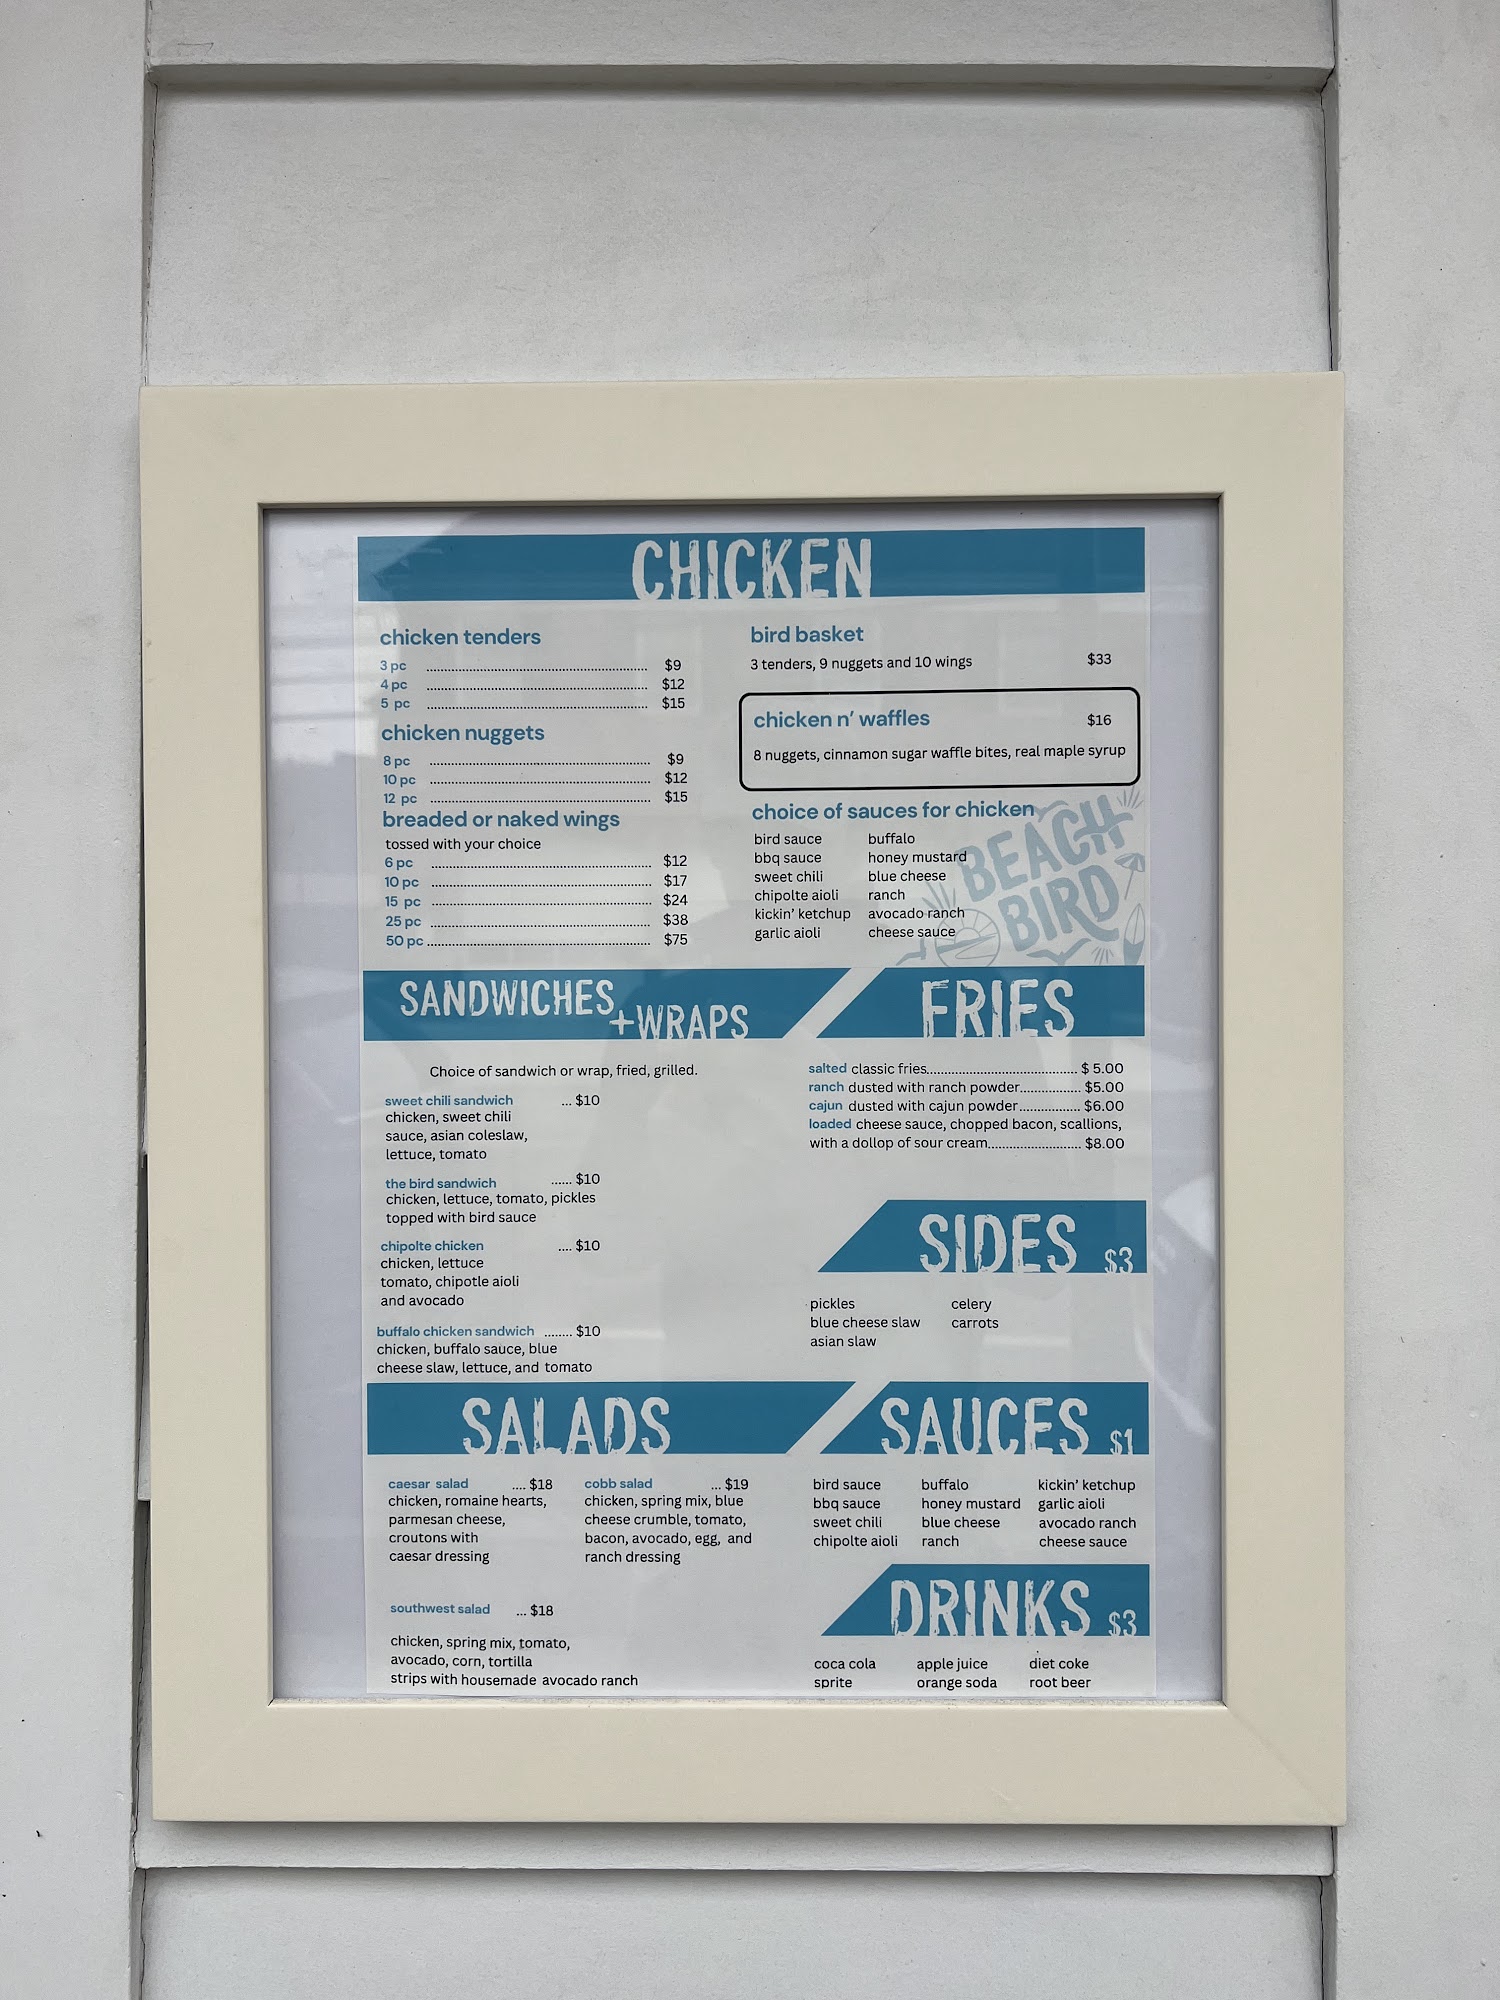 CHICKEN
chicken tenders
3 pc ........ $9
4 pc ........ $12
5 pc ........ $15
chicken nuggets
8 pc ........ $9
10 pc ........ $12
12 pc ........ $15
breaded or naked wings
tossed with your choice
6 pc ........ $12
10 pc ........ $17
15 pc ........ $24
25 pc ........ $38
50 pc ........ $75
bird basket
3 tenders, 9 nuggets and 10 wings $33
chicken n' waffles $16
8 nuggets, cinnamon sugar waffle bites, real maple syrup
choice of sauces for chicken
bird sauce buffalo
bbq sauce honey mustard
sweet chili blue cheese
chipolte aioli ranch
kickin' ketchup avocado ranch
garlic aioli cheese sauce
BEACH
BIRD
SANDWICHES
+WRAPS
Choice of sandwich or wrap, fried, grilled.
sweet chili sandwich ... $10
chicken, sweet chili
sauce, asian coleslaw,
lettuce, tomato
the bird sandwich ...... $10
chicken, lettuce, tomato, pickles
topped with bird sauce
chipolte chicken .... $10
chicken, lettuce
tomato, chipotle aioli
and avocado
buffalo chicken sandwich ........ $10
chicken, buffalo sauce, blue
cheese slaw, lettuce, and tomato
FRIES
salted classic fries........ $ 5.00
ranch dusted with ranch powder........ $5.00
cajun dusted with cajun powder........ $6.00
loaded cheese sauce, chopped bacon, scallions,
with a dollop of sour cream........ $8.00
SIDES $3
pickles celery
blue cheese slaw carrots
asian slaw
SALADS
caesar salad .... $18
chicken, romaine hearts,
parmesan cheese,
croutons with
caesar dressing
cobb salad ... $19
chicken, spring mix, blue
cheese crumble, tomato,
bacon, avocado, egg, and
ranch dressing
southwest salad ... $18
chicken, spring mix, tomato,
avocado, corn, tortilla
strips with housemade avocado ranch
SAUCES $1
bird sauce buffalo kickin' ketchup
bbq sauce honey mustard garlic aioli
sweet chili blue cheese avocado ranch
chipolte aioli ranch cheese sauce
DRINKS $3
coca cola apple juice diet coke
sprite orange soda root beer